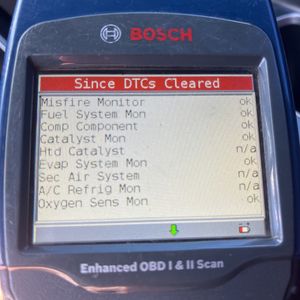 BOSCH
Since DTCs Cleared
Misfire Monitor ok
Fuel System Mon ok
Comp Component ok
Catalyst Mon ok
Htd Catalyst n/a
Evap System Mon ok
Sec Air System n/a
A/C Refrig Mon n/a
Oxygen Sens Mon ok
Enhanced OBD I & II Scan